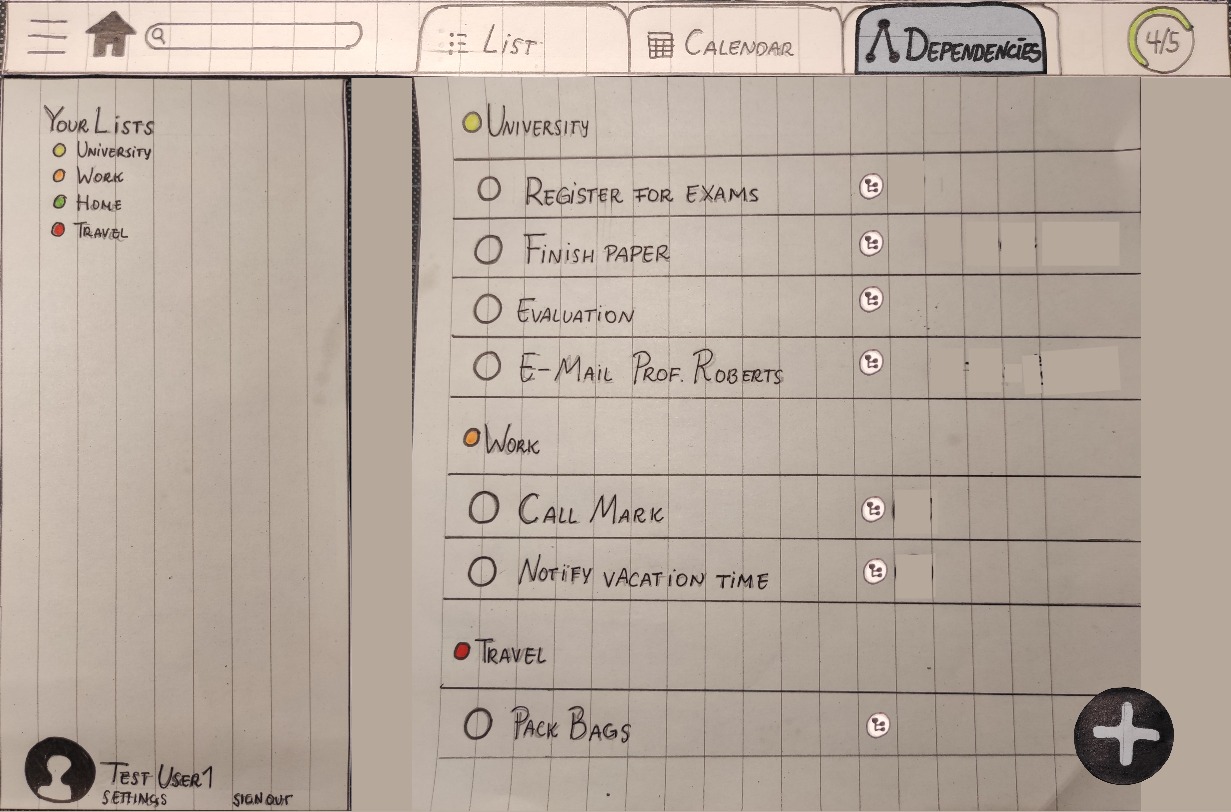 List
Calendar
Dependencies
4/5
Your Lists
University
Work
Home
Travel
Test User1
Settings
Sign out
University
Register for exams
Finish paper
Evaluation
E-Mail Prof. Roberts
Work
Call Mark
Notify vacation time
Travel
Pack Bags